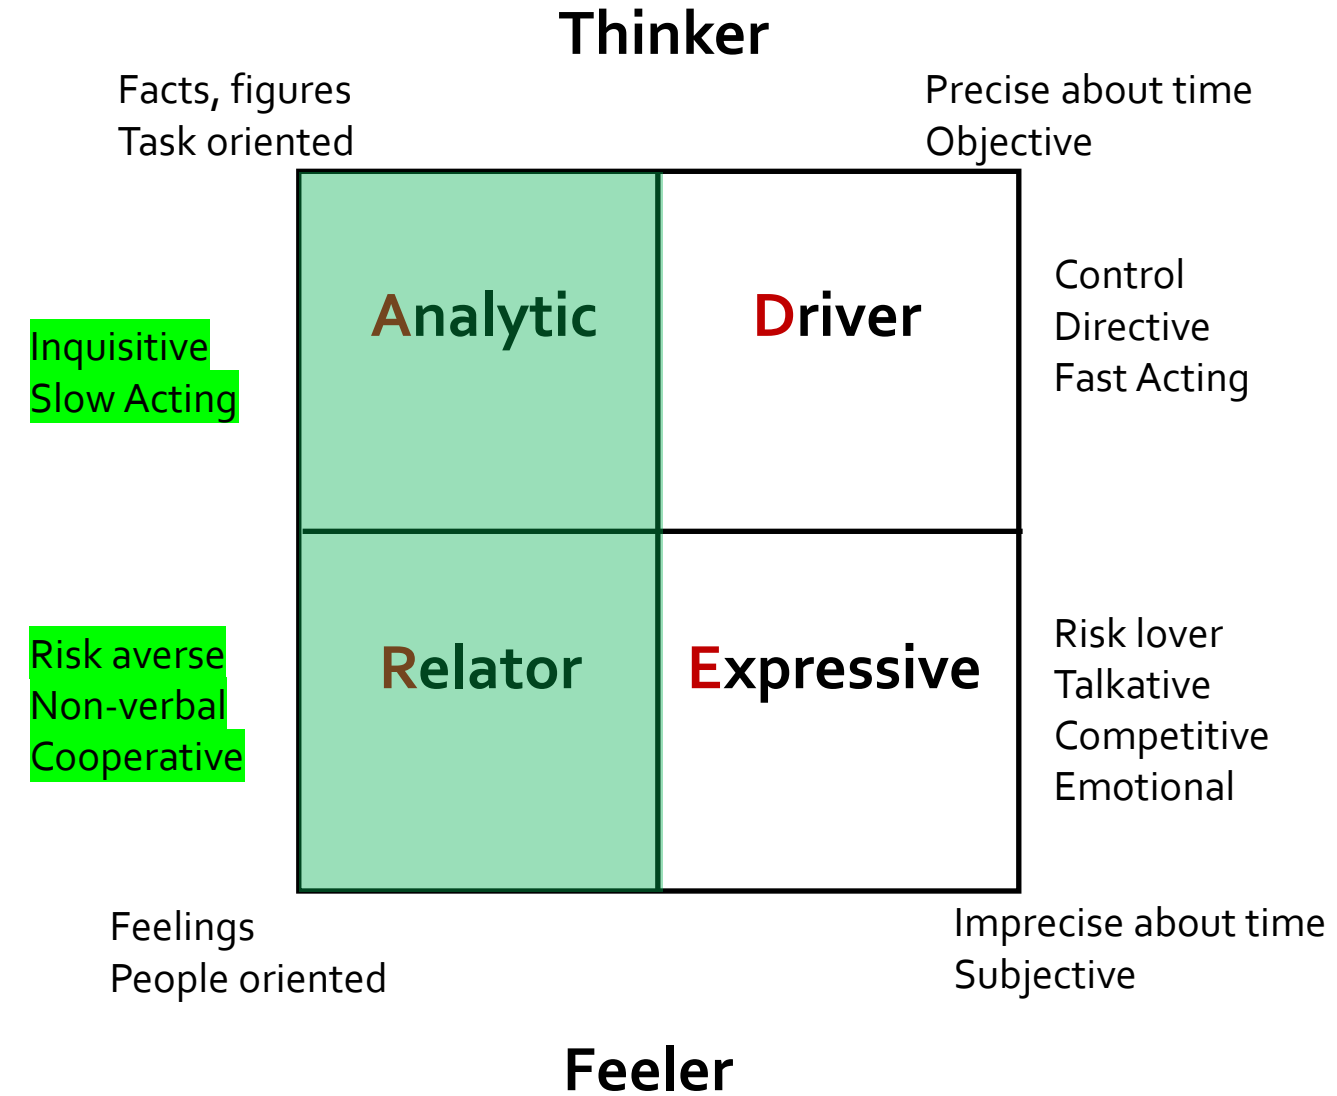 Thinker
Facts, figures
Task oriented
Precise about time
Objective
Analytic
Driver
Inquisitive
Slow Acting
Control
Directive
Fast Acting
Relator
Expressive
Risk averse
Non-verbal
Cooperative
Risk lover
Talkative
Competitive
Emotional
Feelings
People oriented
Imprecise about time
Subjective
Feeler